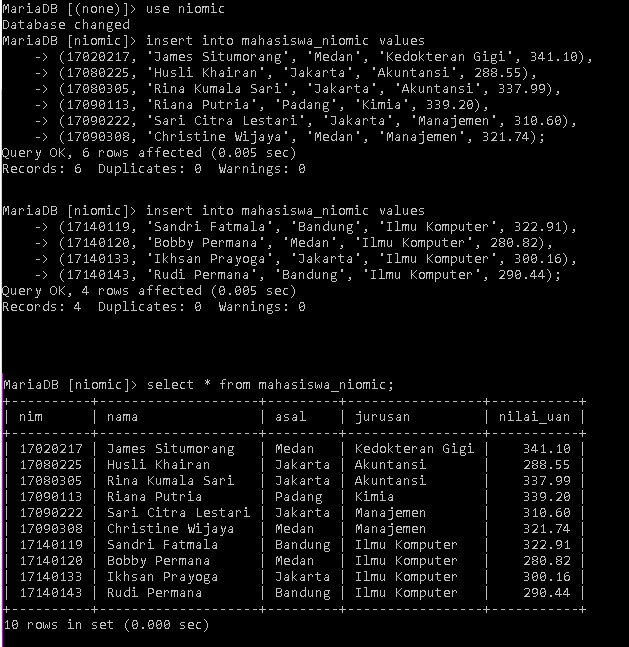 MariaDB [(none)]> use niomic
Database changed
MariaDB [niomic]> insert into mahasiswa_niomic values
    -> (17020217, 'James Situmorang', 'Medan', 'Kedokteran Gigi', 341.10),
    -> (17080225, 'Husli Khairan', 'Jakarta', 'Akuntansi', 288.55),
    -> (17080305, 'Rina Kumala Sari', 'Jakarta', 'Akuntansi', 337.99),
    -> (17090113, 'Riana Putria', 'Padang', 'Kimia', 339.20),
    -> (17090222, 'Sari Citra Lestari', 'Jakarta', 'Manajemen', 310.60),
    -> (17090308, 'Christine Wijaya', 'Medan', 'Manajemen', 321.74);
Query OK, 6 rows affected (0.005 sec)
Records: 6  Duplicates: 0  Warnings: 0
MariaDB [niomic]> insert into mahasiswa_niomic values
    -> (17140119, 'Sandri Fatmala', 'Bandung', 'Ilmu Komputer', 322.91),
    -> (17140120, 'Bobby Permana', 'Medan', 'Ilmu Komputer', 280.82),
    -> (17140133, 'Ikhsan Prayoga', 'Jakarta', 'Ilmu Komputer', 300.16),
    -> (17140143, 'Rudi Permana', 'Bandung', 'Ilmu Komputer', 290.44);
Query OK, 4 rows affected (0.005 sec)
Records: 4  Duplicates: 0  Warnings: 0
MariaDB [niomic]> select * from mahasiswa_niomic;
+----------+--------------------+---------+-----------------+-----------+
| nim      | nama               | asal    | jurusan         | nilai_uan |
+----------+--------------------+---------+-----------------+-----------+
| 17020217 | James Situmorang   | Medan   | Kedokteran Gigi |    341.10 |
| 17080225 | Husli Khairan      | Jakarta | Akuntansi       |    288.55 |
| 17080305 | Rina Kumala Sari   | Jakarta | Akuntansi       |    337.99 |
| 17090113 | Riana Putria       | Padang  | Kimia           |    339.20 |
| 17090222 | Sari Citra Lestari | Jakarta | Manajemen       |    310.60 |
| 17090308 | Christine Wijaya   | Medan   | Manajemen       |    321.74 |
| 17140119 | Sandri Fatmala     | Bandung | Ilmu Komputer   |    322.91 |
| 17140120 | Bobby Permana      | Medan   | Ilmu Komputer   |    280.82 |
| 17140133 | Ikhsan Prayoga     | Jakarta | Ilmu Komputer   |    300.16 |
| 17140143 | Rudi Permana       | Bandung | Ilmu Komputer   |    290.44 |
+----------+--------------------+---------+-----------------+-----------+
10 rows in set (0.000 sec)